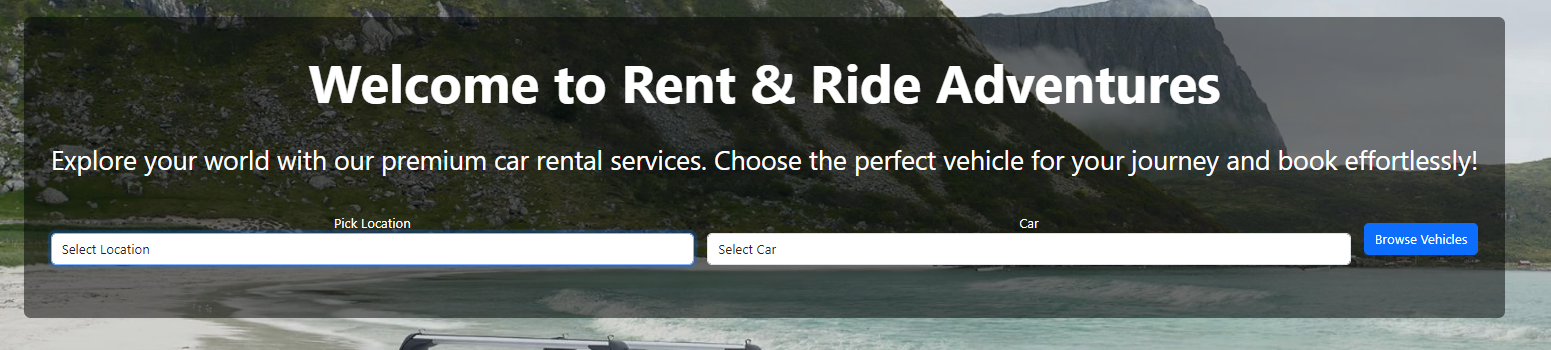 Welcome to Rent & Ride Adventures
Explore your world with our premium car rental services. Choose the perfect vehicle for your journey and book effortlessly!
Pick Location
Car
Select Location
Select Car
Browse Vehicles